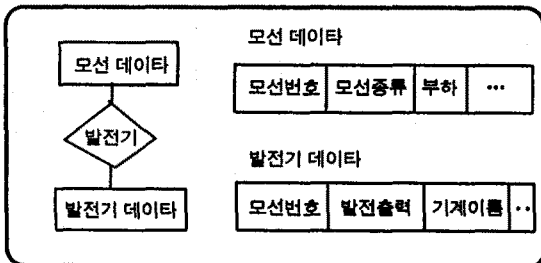 모선 데이타
발전기
발전기 데이타
모선 데이타
모선번호 모선종류 부하 ···
발전기 데이타
모선번호 발전출력 기계이름 ··